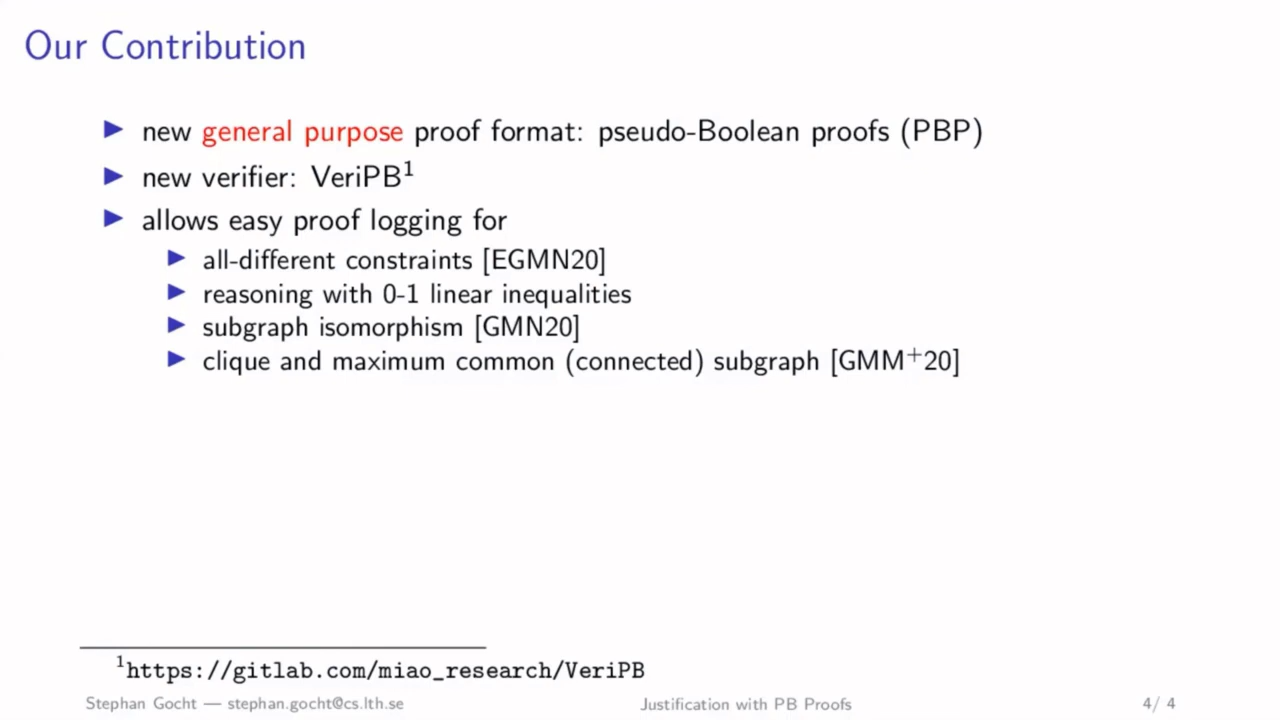 Our Contribution
▶ new general purpose proof format: pseudo-Boolean proofs (PBP)
▶ new verifier: VeriPB¹
▶ allows easy proof logging for
▶ all-different constraints [EGMN20]
▶ reasoning with 0-1 linear inequalities
▶ subgraph isomorphism [GMN20]
▶ clique and maximum common (connected) subgraph [GMM⁺20]
¹https://gitlab.com/miao_research/VeriPB
Stephan Gocht — stephan.gocht@cs.lth.se Justification with PB Proofs 4/ 4